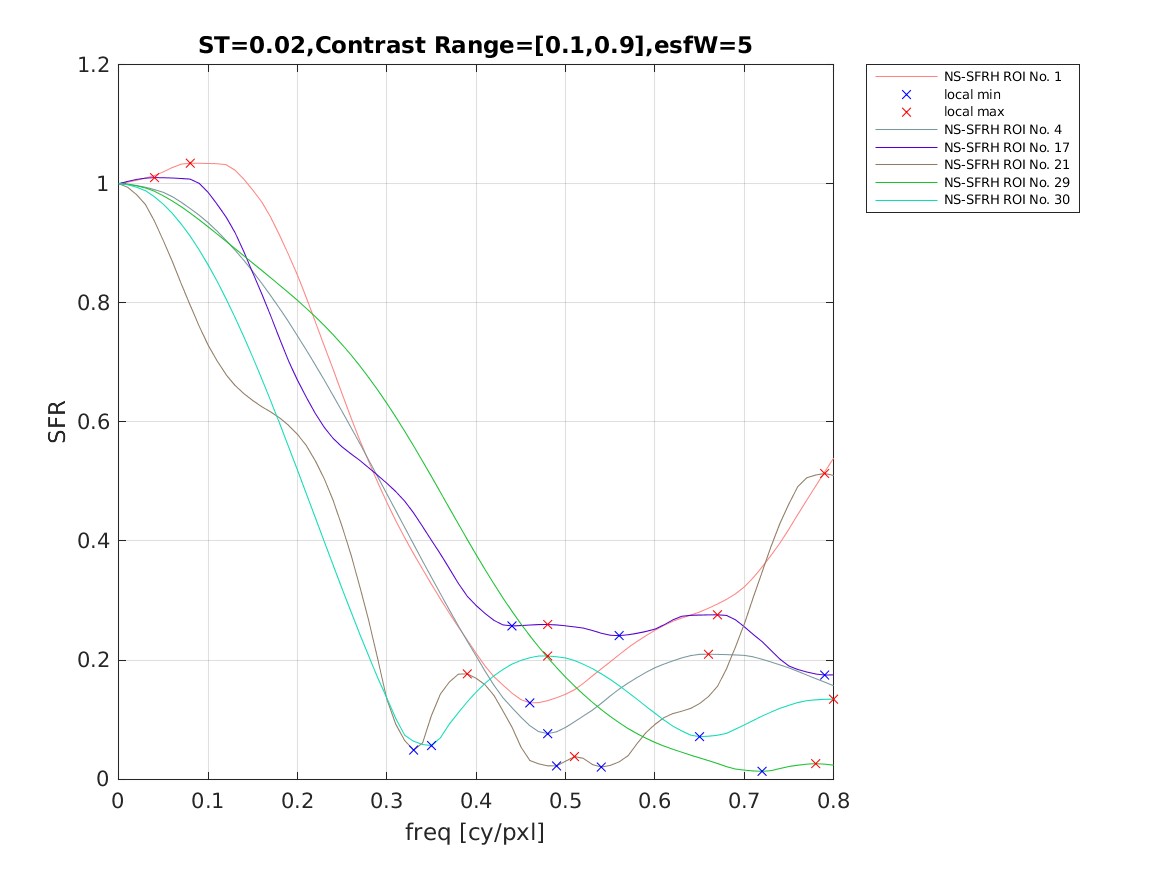 ST=0.02,Contrast Range=[0.1,0.9],esfW=5
1.2
1
0.8
0.6
0.4
0.2
0
SFR
0
0.1
0.2
0.3
0.4
0.5
0.6
0.7
0.8
freq [cy/pxl]
NS-SFRH ROI No. 1
local min
local max
NS-SFRH ROI No. 4
NS-SFRH ROI No. 17
NS-SFRH ROI No. 21
NS-SFRH ROI No. 29
NS-SFRH ROI No. 30